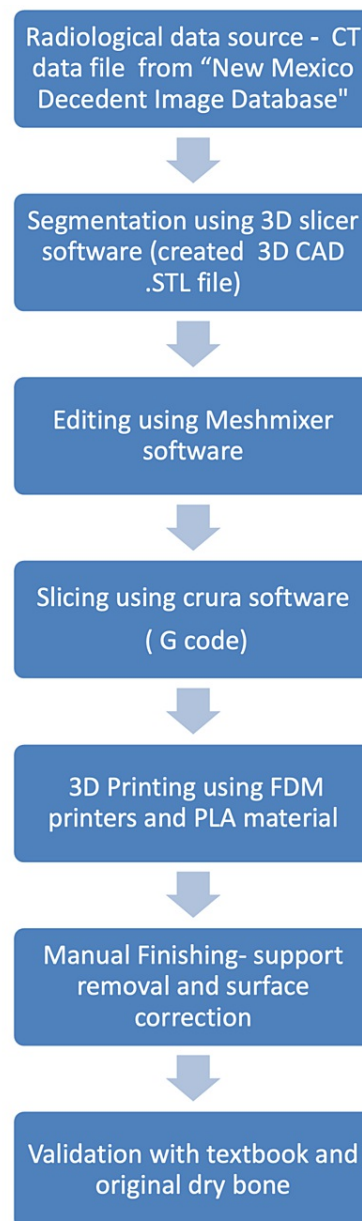 Radiological data source - CT
data file from “New Mexico
Decedent Image Database"
Segmentation using 3D slicer
software (created 3D CAD
.STL file)
Editing using Meshmixer
software
Slicing using crura software
( G code)
3D Printing using FDM
printers and PLA material
Manual Finishing- support
removal and surface
correction
Validation with textbook and
original dry bone